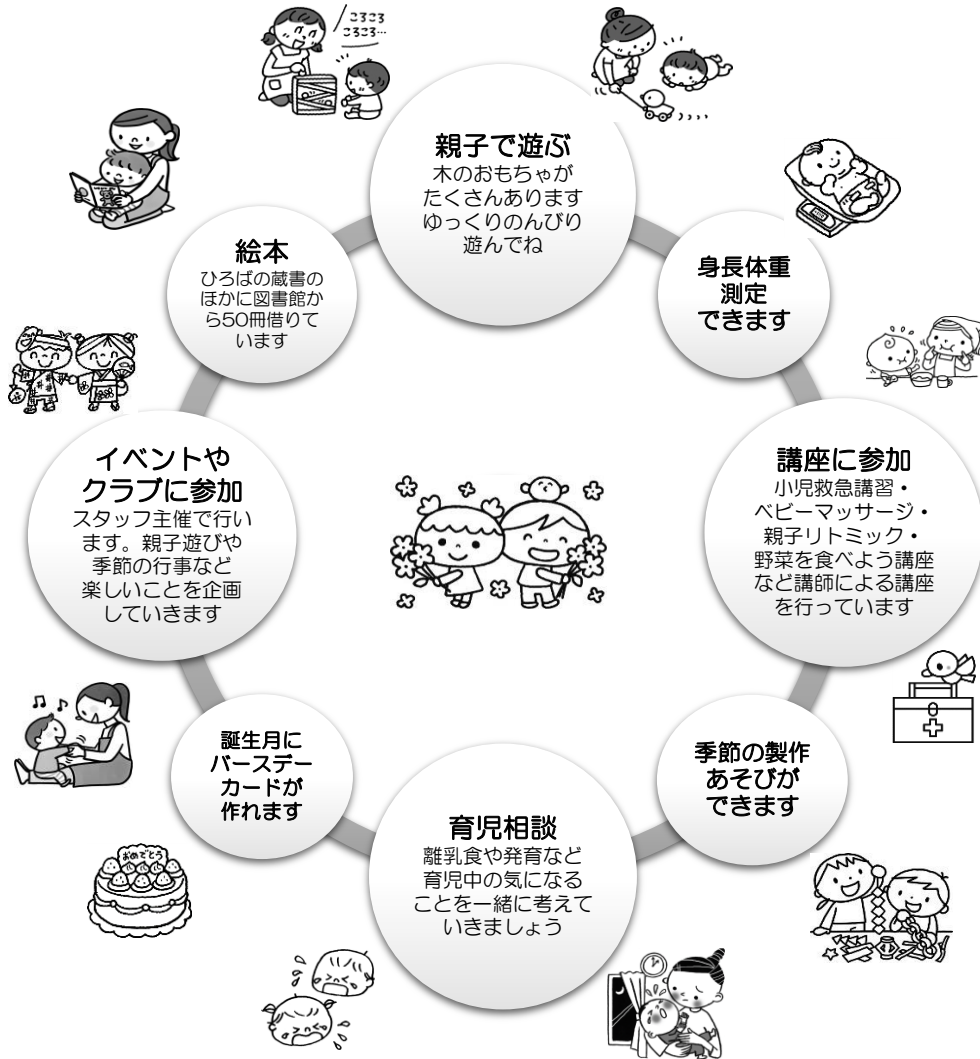 ころころ
ころころ…
親子で遊ぶ
木のおもちゃが
たくさんあります
ゆっくりのんびり
遊んでね
身長体重
測定
できます
講座に参加
小児救急講習・
ベビーマッサージ・
親子リトミック・
野菜を食べよう講座
など講師による講座
を行っています
季節の製作
あそびが
できます
育児相談
離乳食や発育など
育児中の気になる
ことを一緒に考えて
いきましょう
誕生月に
バースデー
カードが
作れます
おめでとう
イベントや
クラブに参加
スタッフ主催で行い
ます。親子遊びや
季節の行事など
楽しいことを企画
していきます
絵本
ひろばの蔵書の
ほかに図書館か
ら50冊借りて
います